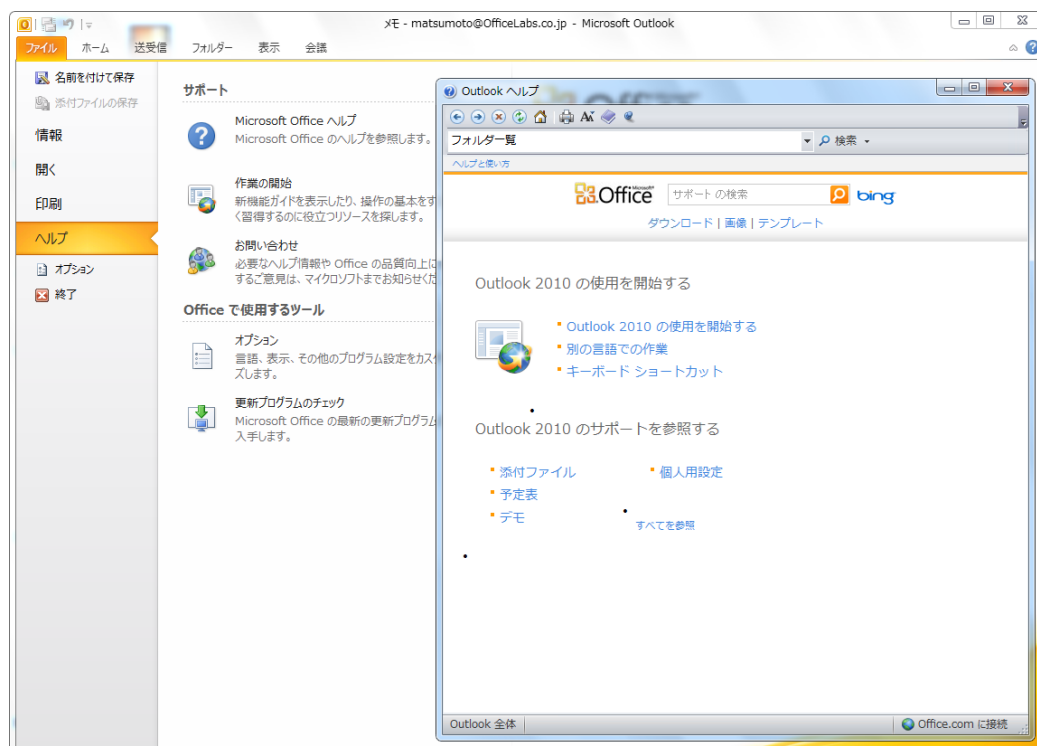 メモ - matsumoto@OfficeLabs.co.jp - Microsoft Outlook
ファイル ホーム 送受信 フォルダー 表示 会議
名前を付けて保存
添付ファイルの保存
情報
開く
印刷
ヘルプ
オプション
終了
サポート
Microsoft Office ヘルプ
Microsoft Office のヘルプを参照します。
作業の開始
新機能ガイドを表示したり、操作の基本をす
く習得するのに役立つリソースを探します。
お問い合わせ
必要なヘルプ情報や Office の品質向上に
するご意見は、マイクロソフトまでお知らせくだ
Office で使用するツール
オプション
言語、表示、その他のプログラム設定をカス
ズします。
更新プログラムのチェック
Microsoft Office の最新の更新プログラム
入手します。
Outlook ヘルプ
フォルダ一覧 検索
ヘルプと使い方
Microsoft Office サポート の検索 bing
ダウンロード | 画像 | テンプレート
Outlook 2010 の使用を開始する
Outlook 2010 の使用を開始する
別の言語での作業
キーボード ショートカット
Outlook 2010 のサポートを参照する
添付ファイル 個人用設定
予定表
デモ
すべてを参照
Outlook 全体 Office.com に接続